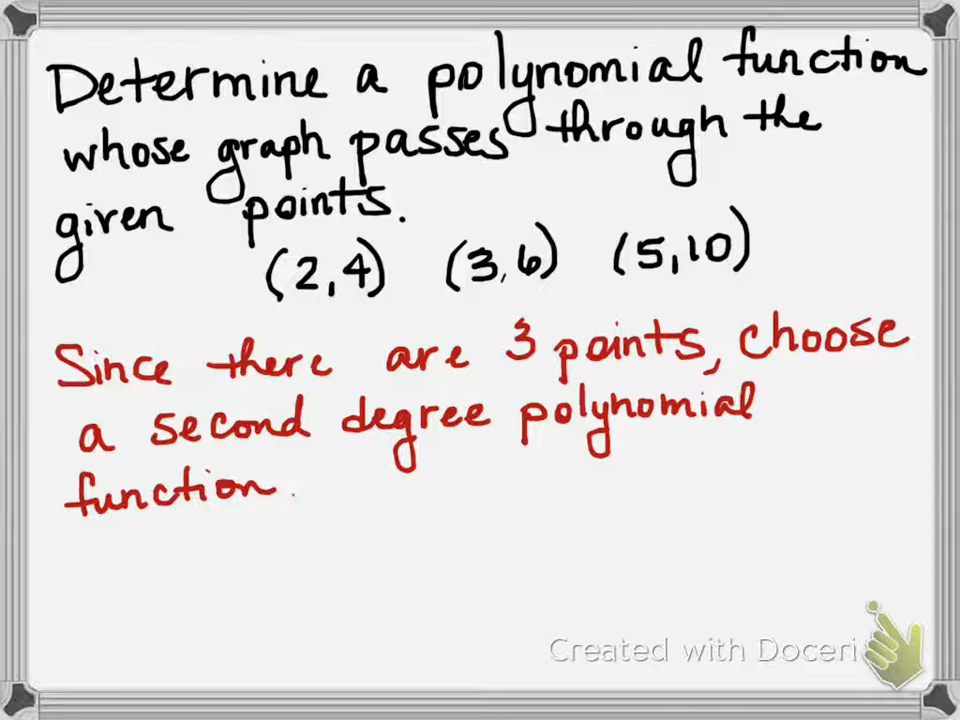 Determine a polynomial function
whose graph passes through the
given points.
(2,4) (3,6) (5,10)
Since there are 3 points, choose
a second degree polynomial
function.
Created with Doceri